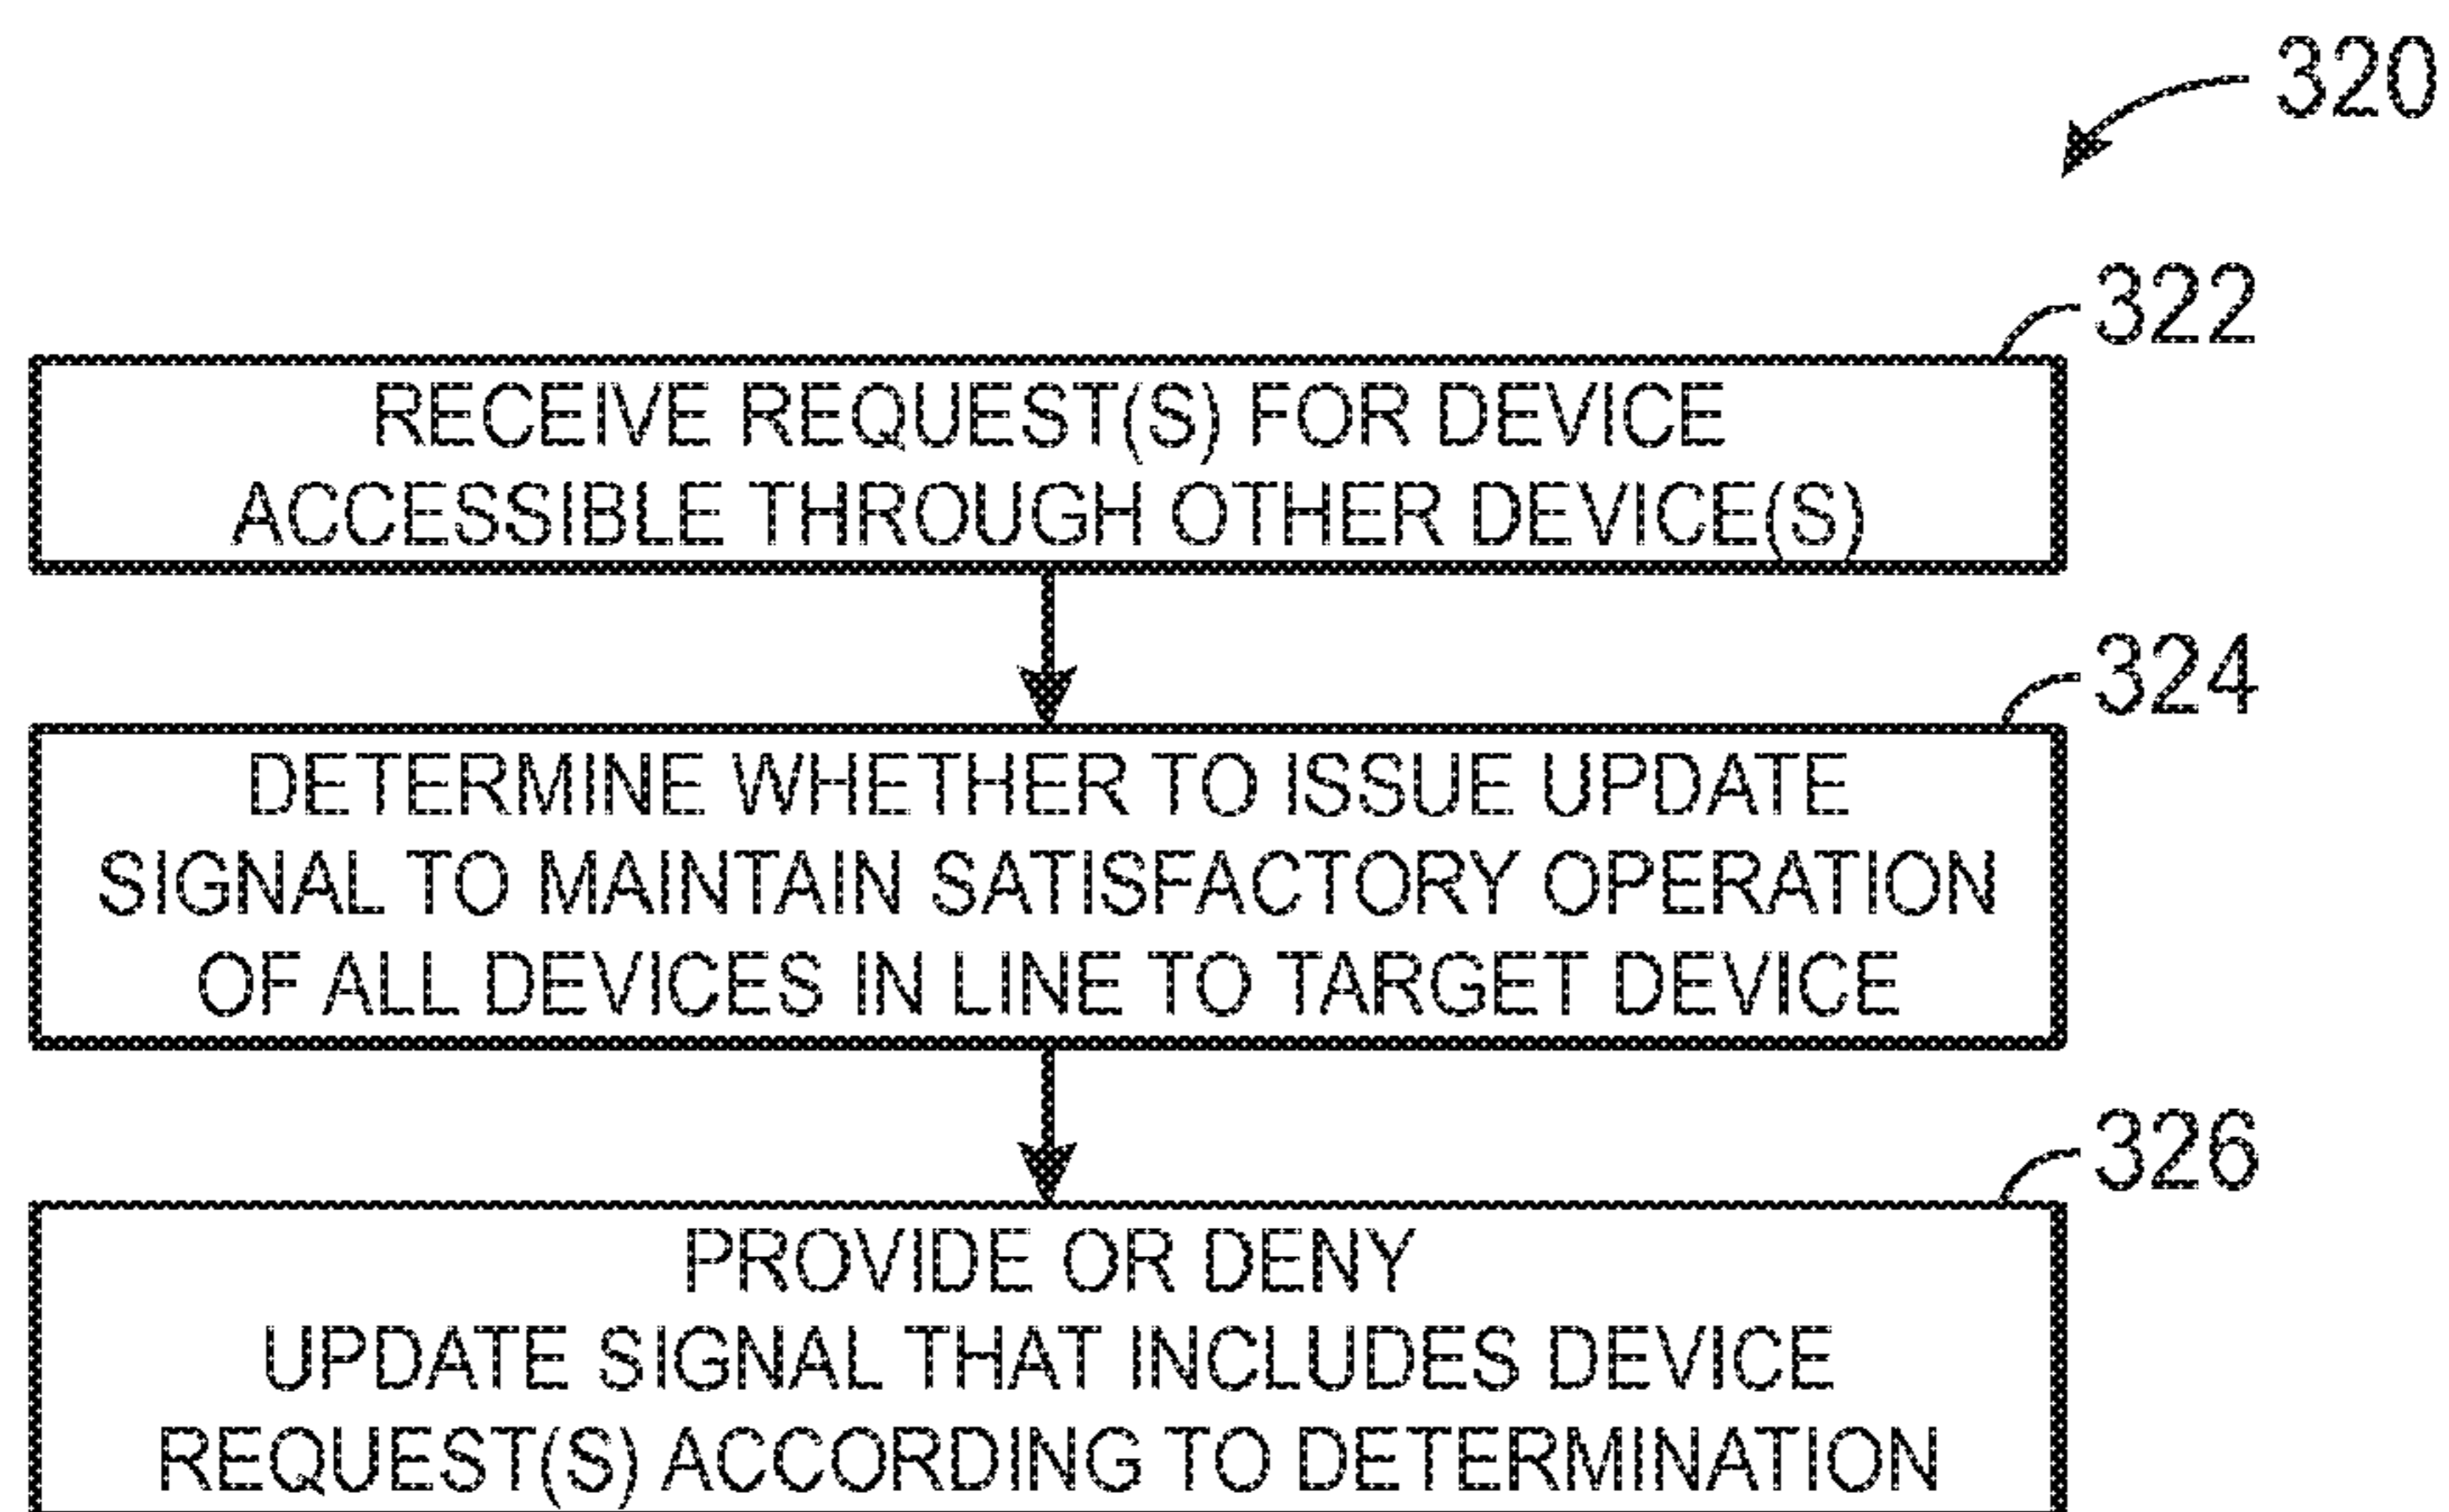 320
322
RECEIVE REQUEST(S) FOR DEVICE
ACCESSIBLE THROUGH OTHER DEVICE(S)
324
DETERMINE WHETHER TO ISSUE UPDATE
SIGNAL TO MAINTAIN SATISFACTORY OPERATION
OF ALL DEVICES IN LINE TO TARGET DEVICE
326
PROVIDE OR DENY
UPDATE SIGNAL THAT INCLUDES DEVICE
REQUEST(S) ACCORDING TO DETERMINATION